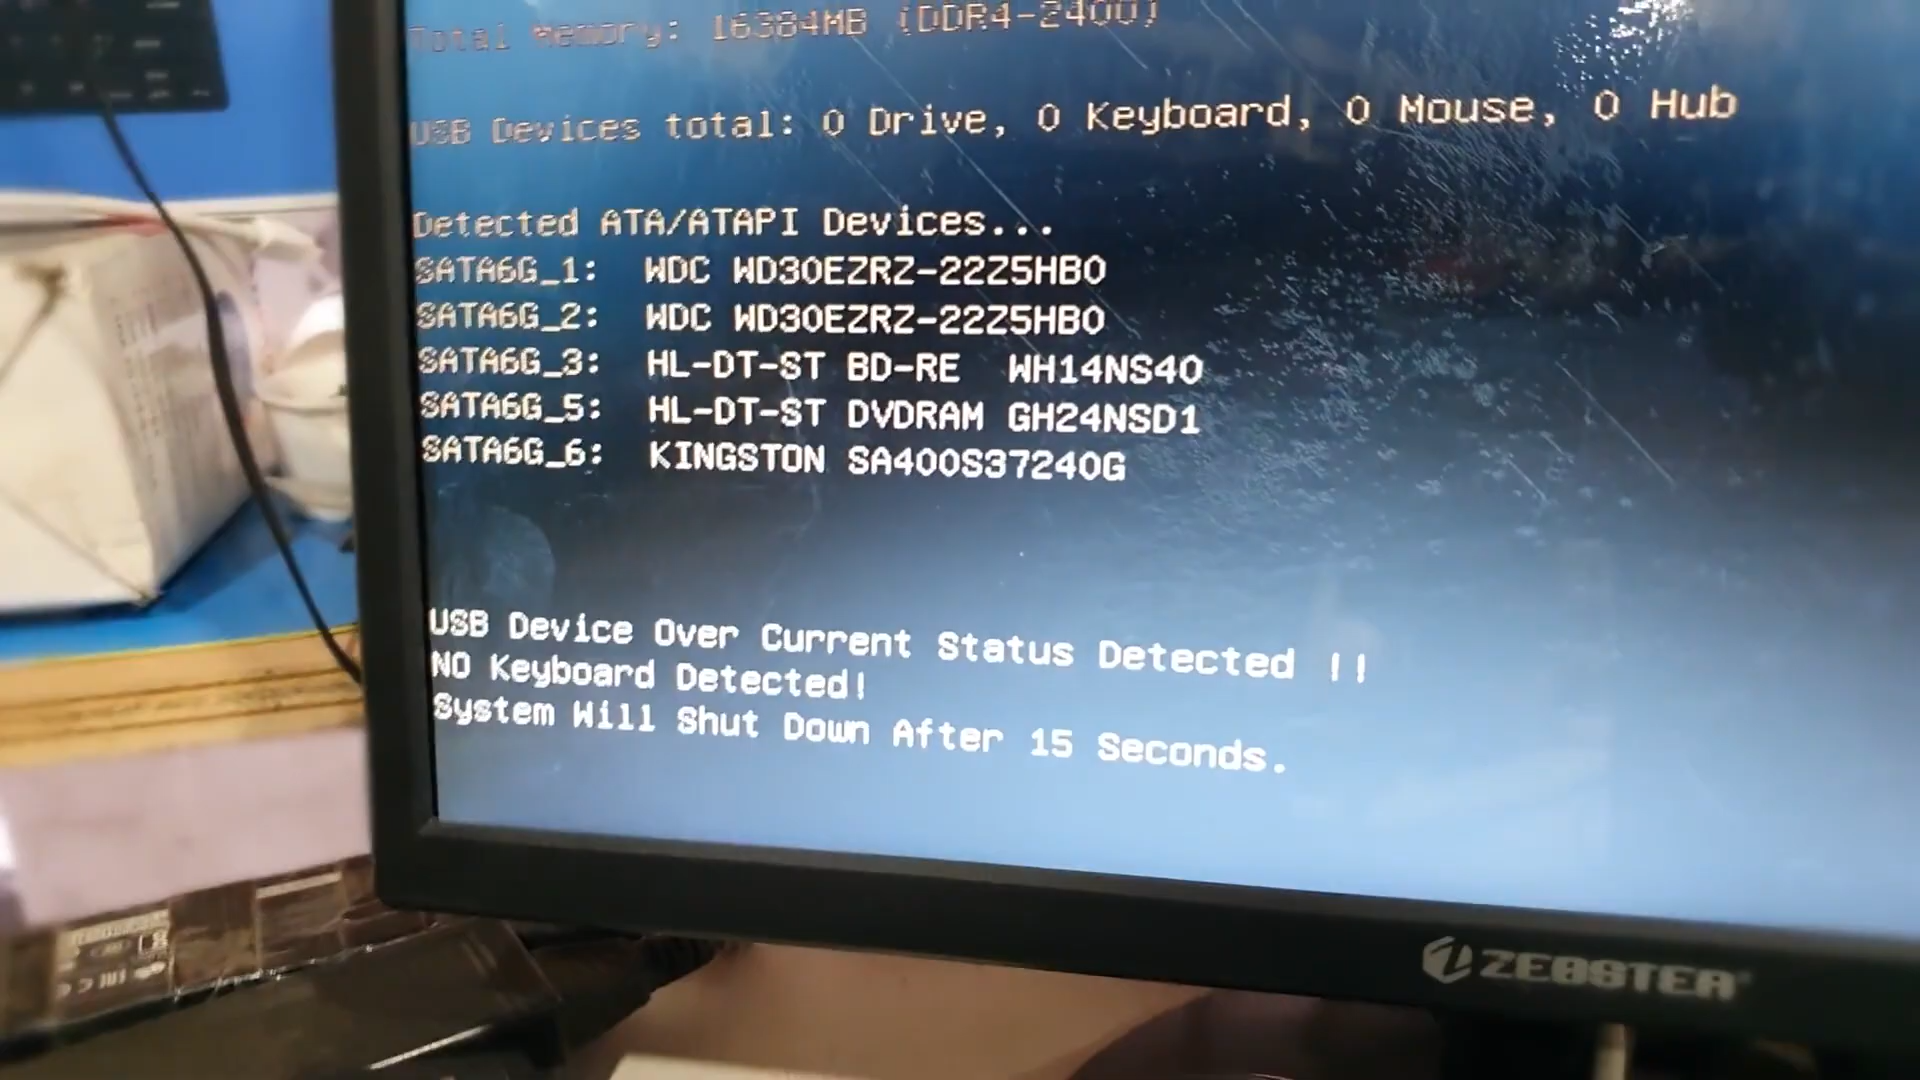 Total Memory: 16384MB (DDR4-2400)
USB Devices total: 0 Drive, 0 Keyboard, 0 Mouse, 0 Hub
Detected ATA/ATAPI Devices...
SATA6G_1: WDC WD30EZRZ-22Z5HB0
SATA6G_2: WDC WD30EZRZ-22Z5HB0
SATA6G_3: HL-DT-ST BD-RE WH14NS40
SATA6G_5: HL-DT-ST DVDRAM GH24NSD1
SATA6G_6: KINGSTON SA400S37240G
USB Device Over Current Status Detected !!
NO Keyboard Detected!
System Will Shut Down After 15 Seconds.
ZEOSTER